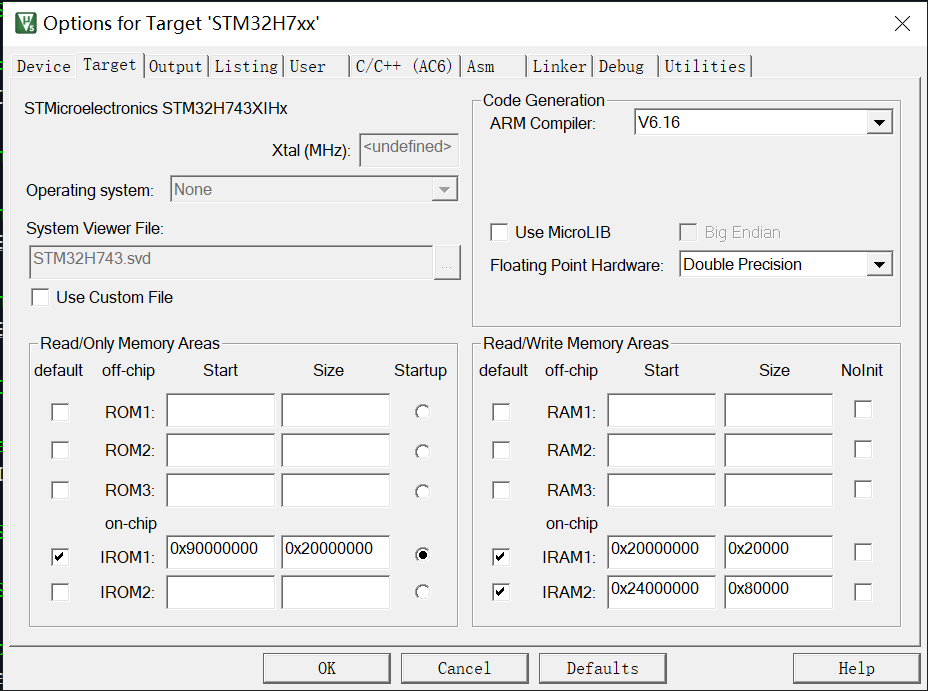 Options for Target 'STM32H7xx'
Device Target Output Listing User C/C++ (AC6) Asm Linker Debug Utilities
STMicroelectronics STM32H743XIHx
Xtal (MHz): <undefined>
Operating system: None
System Viewer File:
STM32H743.svd ...
Use Custom File
Code Generation
ARM Compiler: V6.16
Use MicroLIB Big Endian
Floating Point Hardware: Double Precision
Read/Only Memory Areas
default off-chip Start Size Startup
ROM1:
ROM2:
ROM3:
on-chip
IROM1: 0x90000000 0x20000000
IROM2:
Read/Write Memory Areas
default off-chip Start Size NoInit
RAM1:
RAM2:
RAM3:
on-chip
IRAM1: 0x20000000 0x20000
IRAM2: 0x24000000 0x80000
OK Cancel Defaults Help